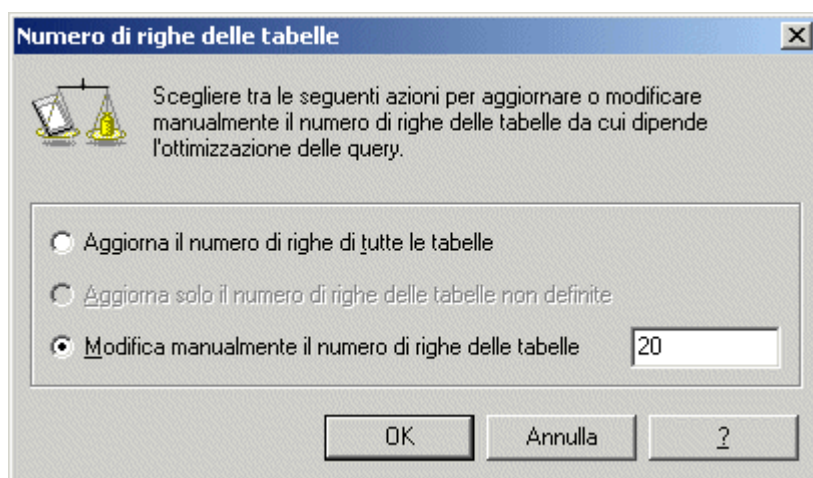 Numero di righe delle tabelle
Scegliere tra le seguenti azioni per aggiornare o modificare
manualmente il numero di righe delle tabelle da cui dipende
l'ottimizzazione delle query.
Aggiorna il numero di righe di tutte le tabelle
Aggiorna solo il numero di righe delle tabelle non definite
Modifica manualmente il numero di righe delle tabelle 20
OK Annulla ?